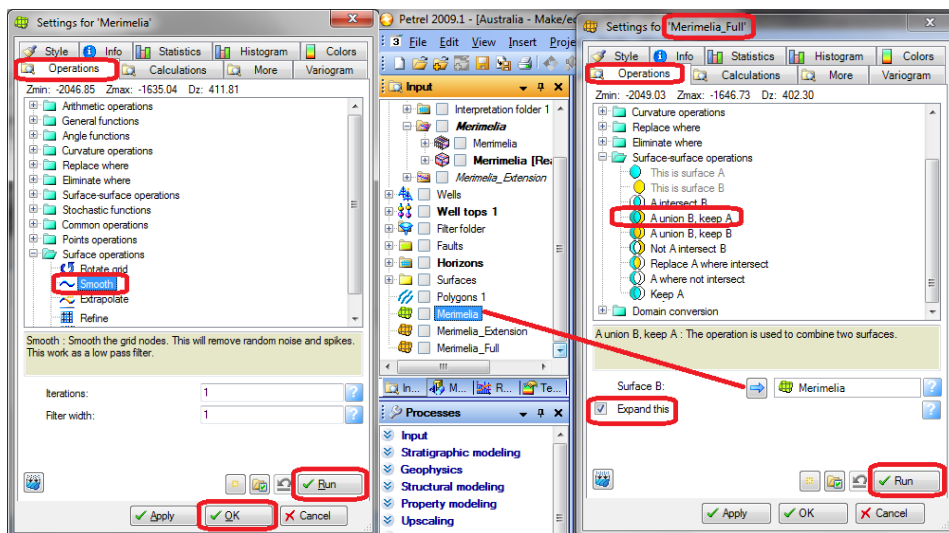 Settings for 'Merimelia'
Style Info Statistics Histogram Colors
Operations Calculations More Variogram
Zmin: -2046.85 Zmax: -1635.04 Dz: 411.81
Arithmetic operations
General functions
Angle functions
Curvature operations
Replace where
Eliminate where
Surface-surface operations
Stochastic functions
Common operations
Points operations
Surface operations
Rotate grid
Smooth
Extrapolate
Refine
Smooth : Smooth the grid nodes. This will remove random noise and spikes.
This work as a low pass filter.
Iterations: 1
Filter width: 1
Run
Apply OK Cancel
Petrel 2009.1 - [Australia - Make/ec
File Edit View Insert Proje
Input
Interpretation folder 1
Merimelia
Merrimelia
Merrimelia [Rea
Merimelia_Extension
Wells
Well tops 1
Filter folder
Faults
Horizons
Surfaces
Polygons 1
Merimelia
Merimelia_Extension
Merimelia_Full
In... M... R... Te...
Processes
Input
Stratigraphic modeling
Geophysics
Structural modeling
Property modeling
Upscaling
Settings for 'Merimelia_Full'
Style Info Statistics Histogram Colors
Operations Calculations More Variogram
Zmin: -2049.03 Zmax: -1646.73 Dz: 402.30
Curvature operations
Replace where
Eliminate where
Surface-surface operations
This is surface A
This is surface B
A intersect B
A union B, keep A
A union B, keep B
Not A intersect B
Replace A where intersect
A where not intersect
Keep A
Domain conversion
A union B, keep A : The operation is used to combine two surfaces.
Surface B: Merimelia
Expand this
Run
Apply OK Cancel